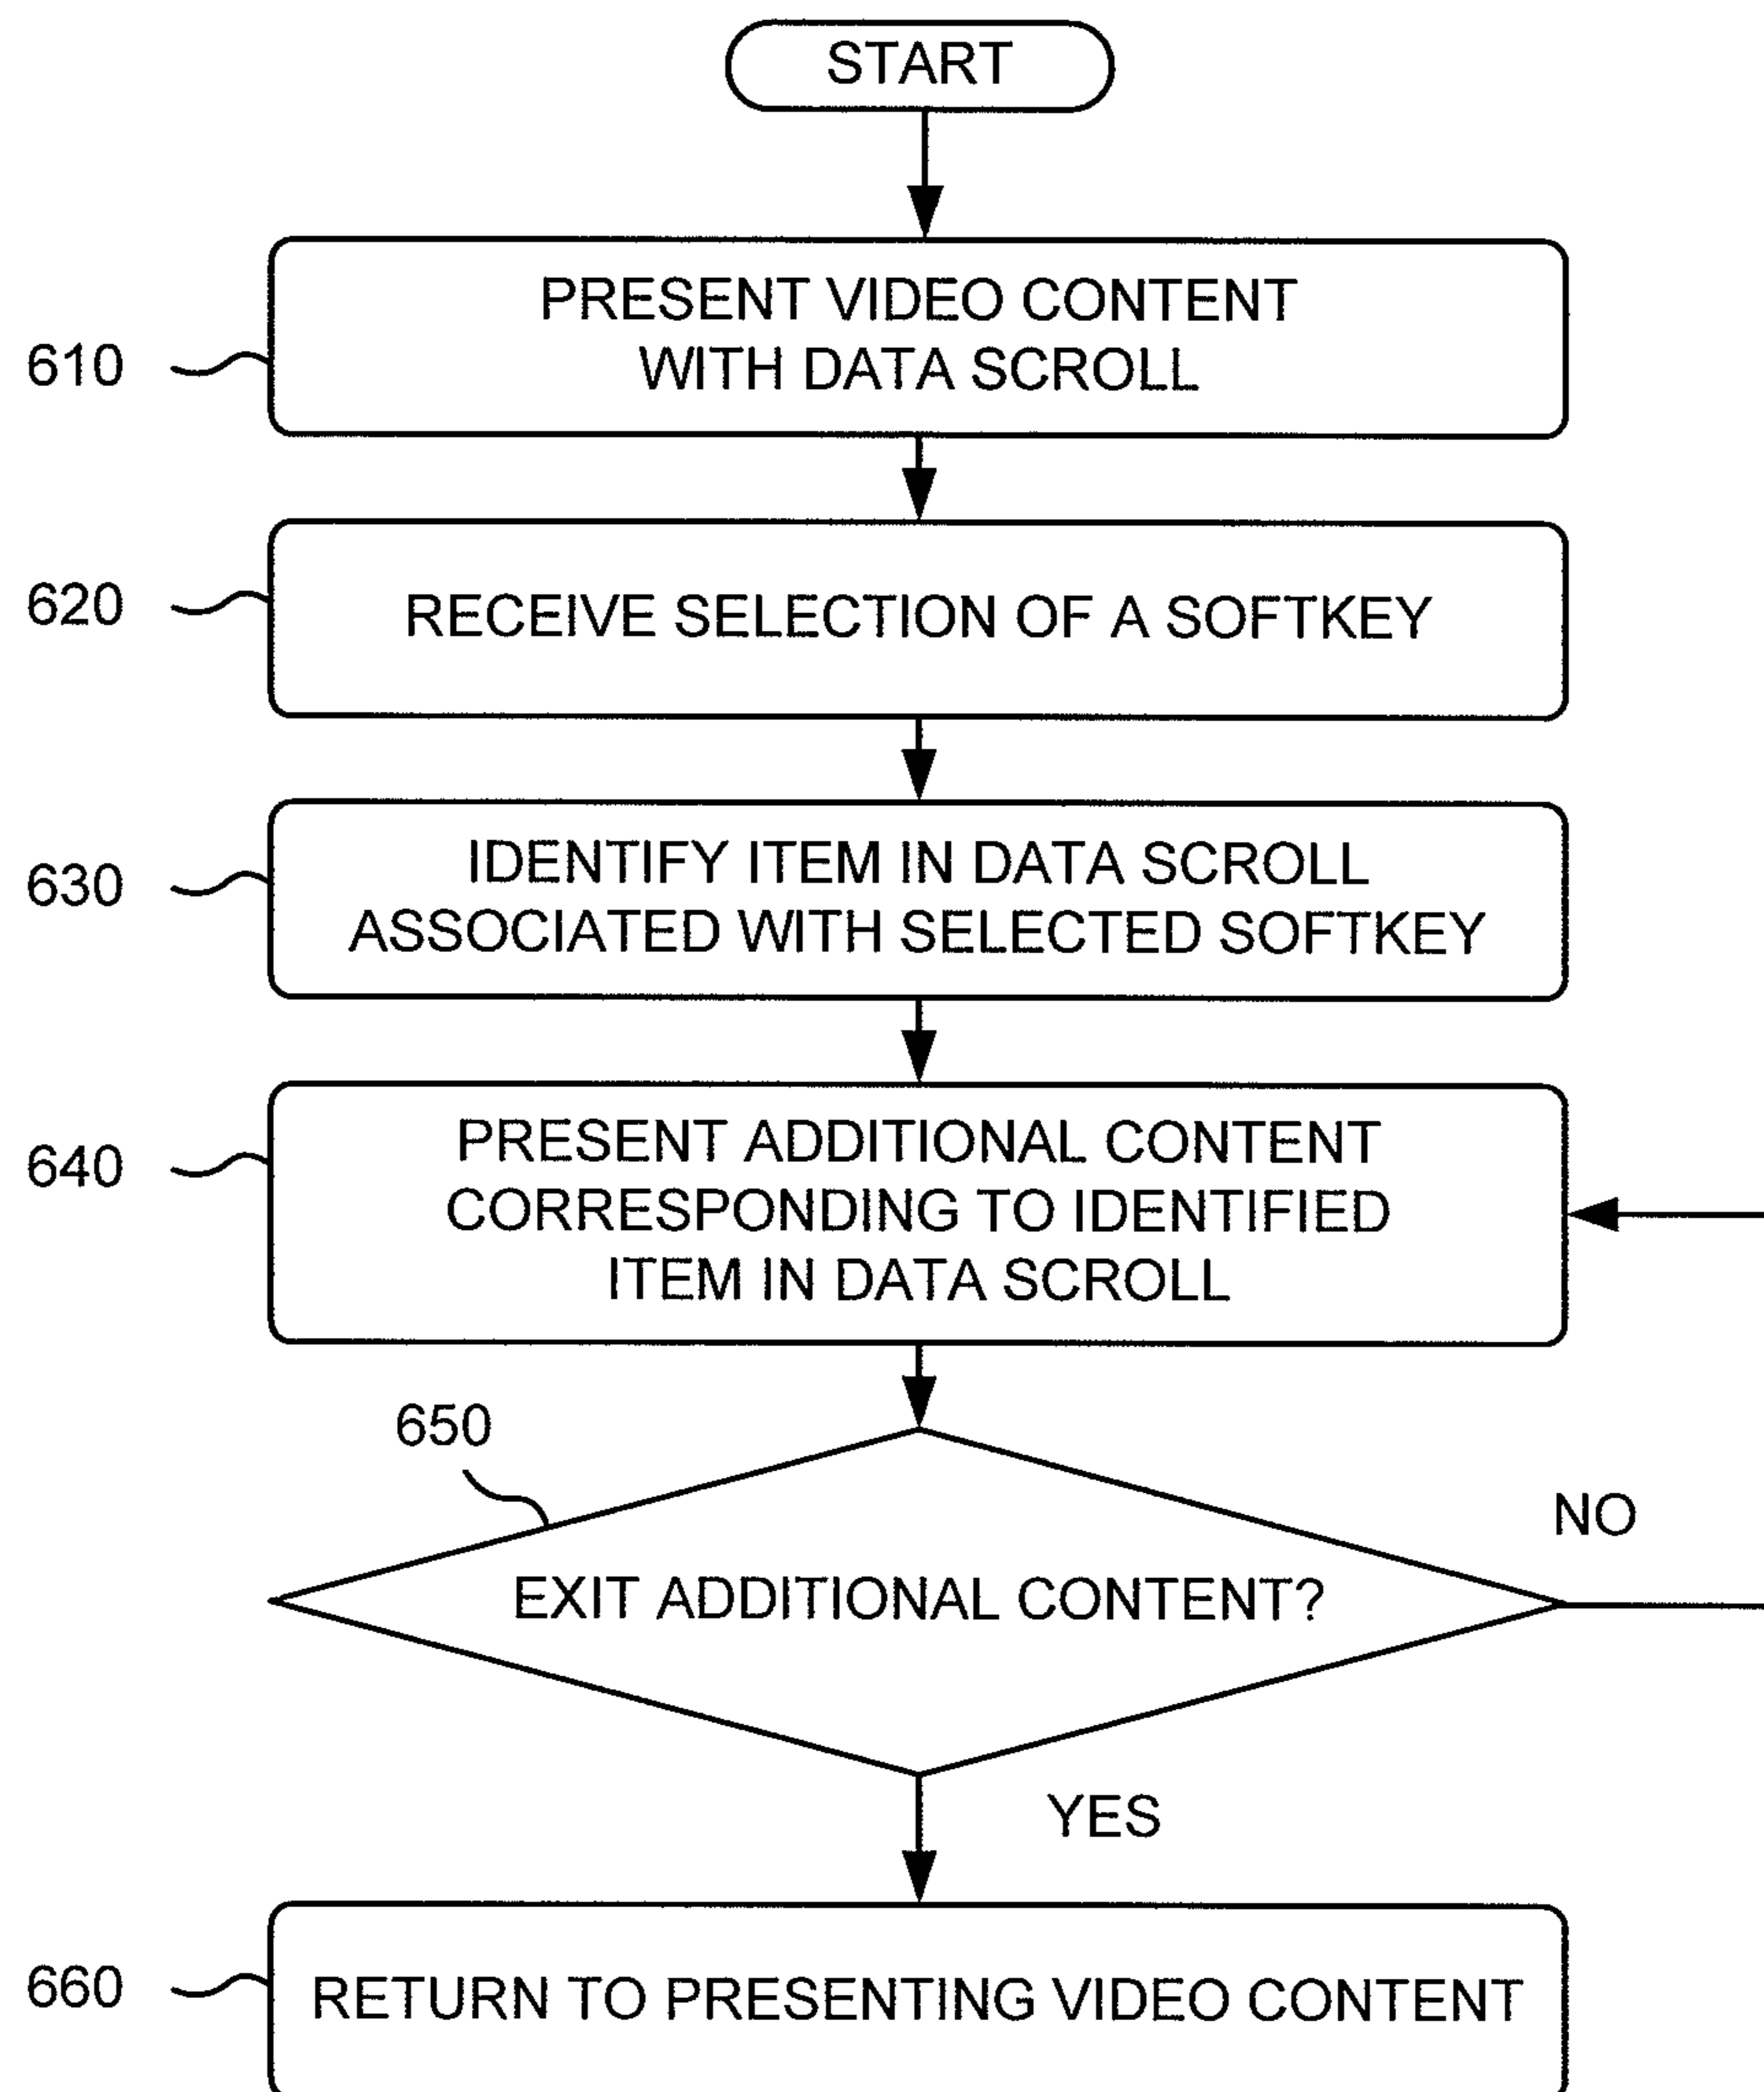 START
PRESENT VIDEO CONTENT
WITH DATA SCROLL
610
RECEIVE SELECTION OF A SOFTKEY
620
IDENTIFY ITEM IN DATA SCROLL
ASSOCIATED WITH SELECTED SOFTKEY
630
PRESENT ADDITIONAL CONTENT
CORRESPONDING TO IDENTIFIED
ITEM IN DATA SCROLL
640
650
EXIT ADDITIONAL CONTENT?
NO
YES
RETURN TO PRESENTING VIDEO CONTENT
660